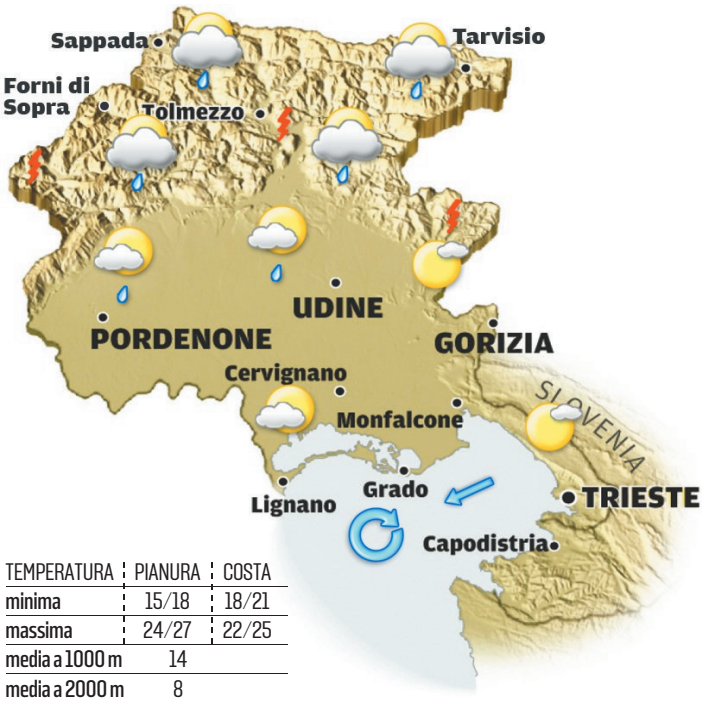 Sappada
Tarvisio
Forni di
Sopra
Tolmezzo
UDINE
PORDENONE
GORIZIA
Cervignano
SLOVENIA
Monfalcone
Grado
Lignano
TRIESTE
Capodistria
TEMPERATURA PIANURA COSTA
minima 15/18 18/21
massima 24/27 22/25
media a 1000 m 14
media a 2000 m 8